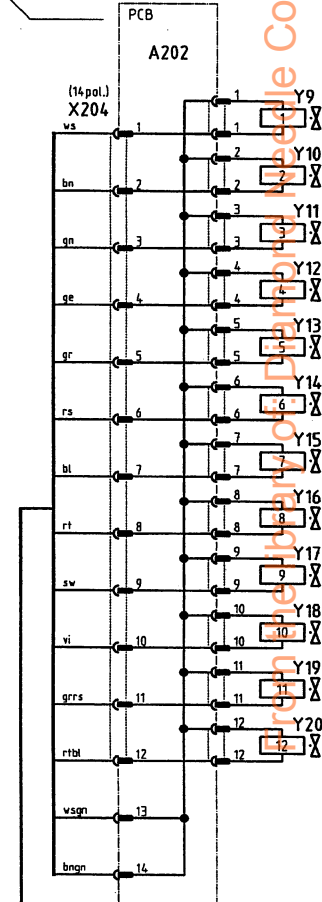 PCB
A202
(14pol.)
X204
1 Y9
ws 1 1 1
2 Y10
bn 2 2 2
3 Y11
gn 3 3 3
4 Y12
ge 4 4 4
5 Y13
gr 5 5 5
6 Y14
rs 6 6 6
7 Y15
bl 7 7 7
8 Y16
rt 8 8 8
9 Y17
sw 9 9 9
10 Y18
vi 10 10 10
11 Y19
grrs 11 11 11
12 Y20
rtbl 12 12 12
wsgn 13
bngn 14
From the library of: Diamond Needle Co